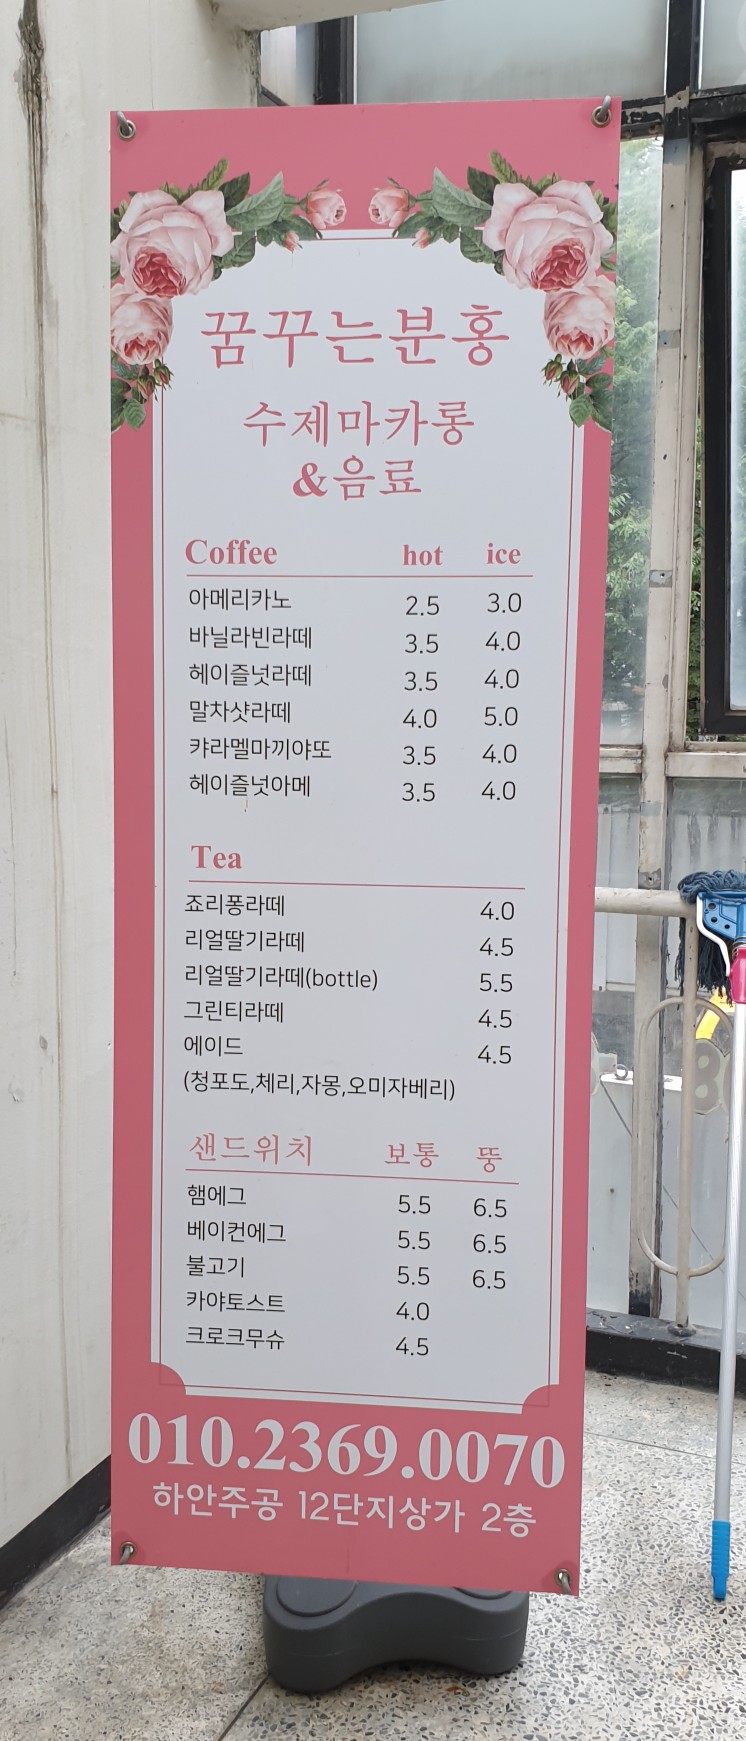 꿈꾸는분홍
수제마카롱
&음료
Coffee hot ice
아메리카노 2.5 3.0
바닐라빈라떼 3.5 4.0
헤이즐넛라떼 3.5 4.0
말차샷라떼 4.0 5.0
캬라멜마끼야또 3.5 4.0
헤이즐넛아메 3.5 4.0
Tea
죠리퐁라떼 4.0
리얼딸기라떼 4.5
리얼딸기라떼(bottle) 5.5
그린티라떼 4.5
에이드 4.5
(청포도,체리,자몽,오미자베리)
샌드위치 보통 뚱
햄에그 5.5 6.5
베이컨에그 5.5 6.5
불고기 5.5 6.5
카야토스트 4.0
크로크무슈 4.5
010.2369.0070
하안주공 12단지상가 2층